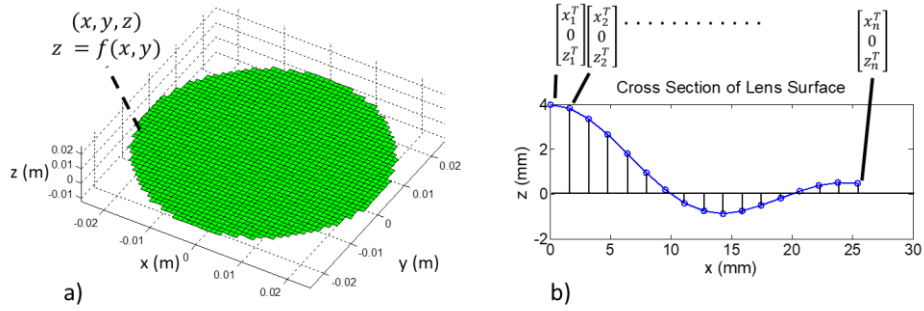 (x, y, z)
z = f(x, y)
z (m)
0.02
0.01
0
-0.01
-0.02
-0.01
0
0.01
0.02
x (m)
-0.02
-0.01
0
0.01
0.02
y (m)
a)
[x₁ᵀ 0 z₁ᵀ] [x₂ᵀ 0 z₂ᵀ] . . . . . . . . . . . . [xₙᵀ 0 zₙᵀ]
Cross Section of Lens Surface
z (mm)
4
2
0
-2
0 5 10 15 20 25 30
x (mm)
b)